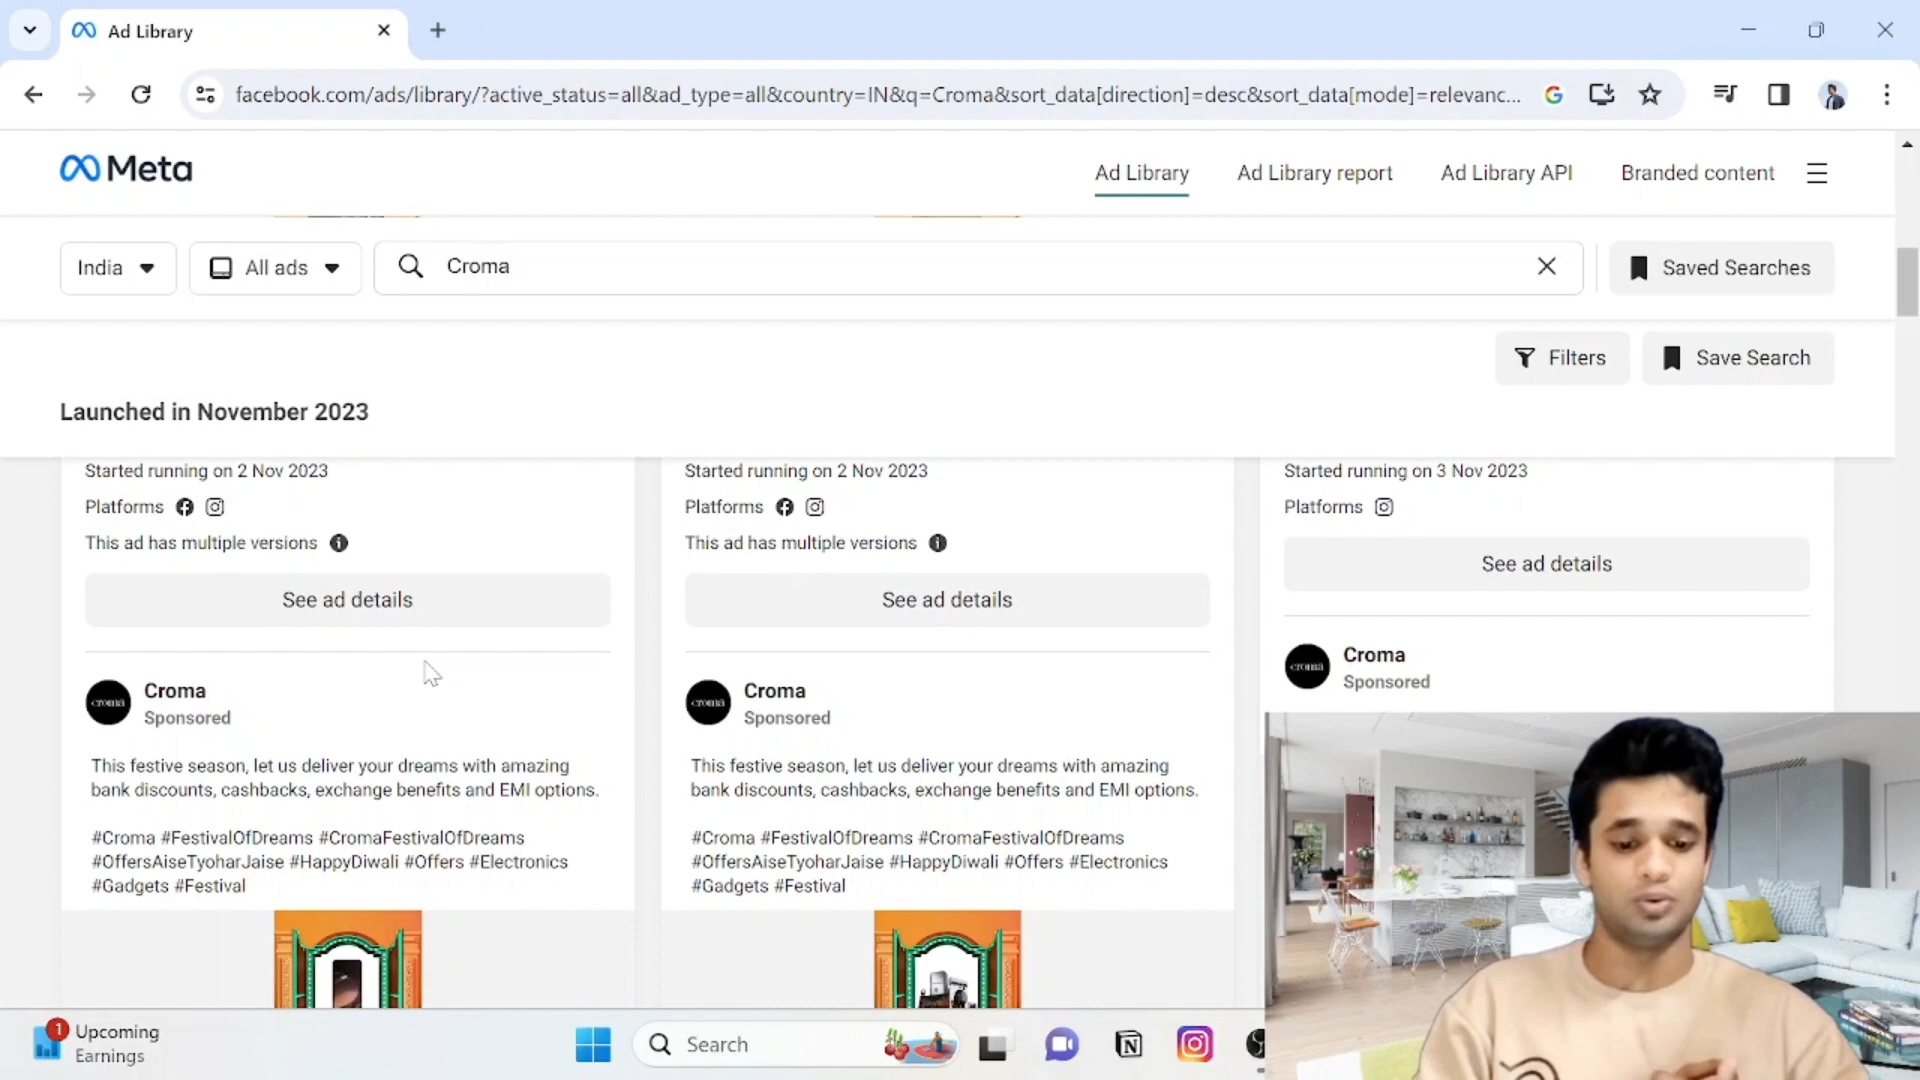 Ad Library
facebook.com/ads/library/?active_status=all&ad_type=all&country=IN&q=Croma&sort_data[direction]=desc&sort_data[mode]=relevanc...
Meta
Ad Library
Ad Library report
Ad Library API
Branded content
India
All ads
Croma
Saved Searches
Filters
Save Search
Launched in November 2023
Started running on 2 Nov 2023
Platforms
This ad has multiple versions
See ad details
croma
Croma
Sponsored
This festive season, let us deliver your dreams with amazing
bank discounts, cashbacks, exchange benefits and EMI options.
#Croma #FestivalOfDreams #CromaFestivalOfDreams
#OffersAiseTyoharJaise #HappyDiwali #Offers #Electronics
#Gadgets #Festival
Started running on 2 Nov 2023
Platforms
This ad has multiple versions
See ad details
croma
Croma
Sponsored
This festive season, let us deliver your dreams with amazing
bank discounts, cashbacks, exchange benefits and EMI options.
#Croma #FestivalOfDreams #CromaFestivalOfDreams
#OffersAiseTyoharJaise #HappyDiwali #Offers #Electronics
#Gadgets #Festival
Started running on 3 Nov 2023
Platforms
See ad details
croma
Croma
Sponsored
1
Upcoming
Earnings
Search